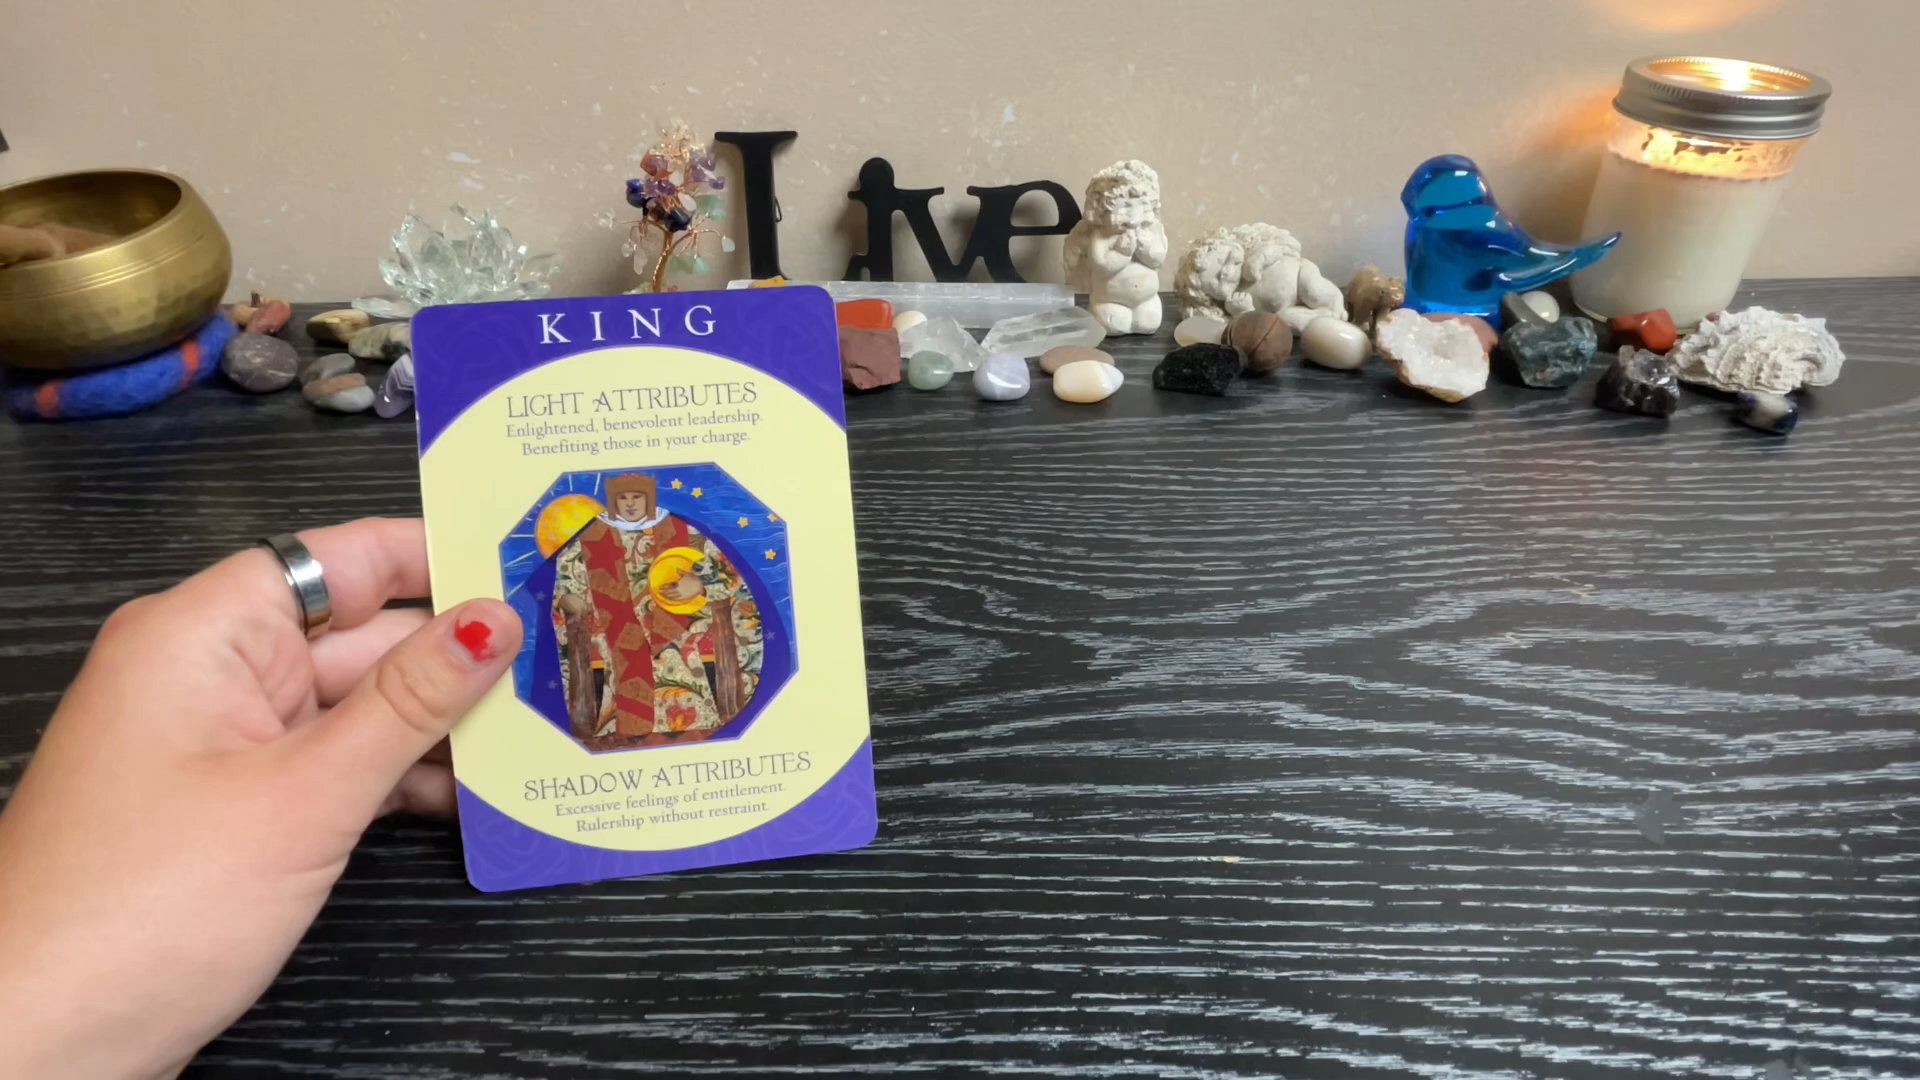 Live
KING
LIGHT ATTRIBUTES
Enlightened, benevolent leadership.
Benefiting those in your charge.
SHADOW ATTRIBUTES
Excessive feelings of entitlement.
Rulership without restraint.